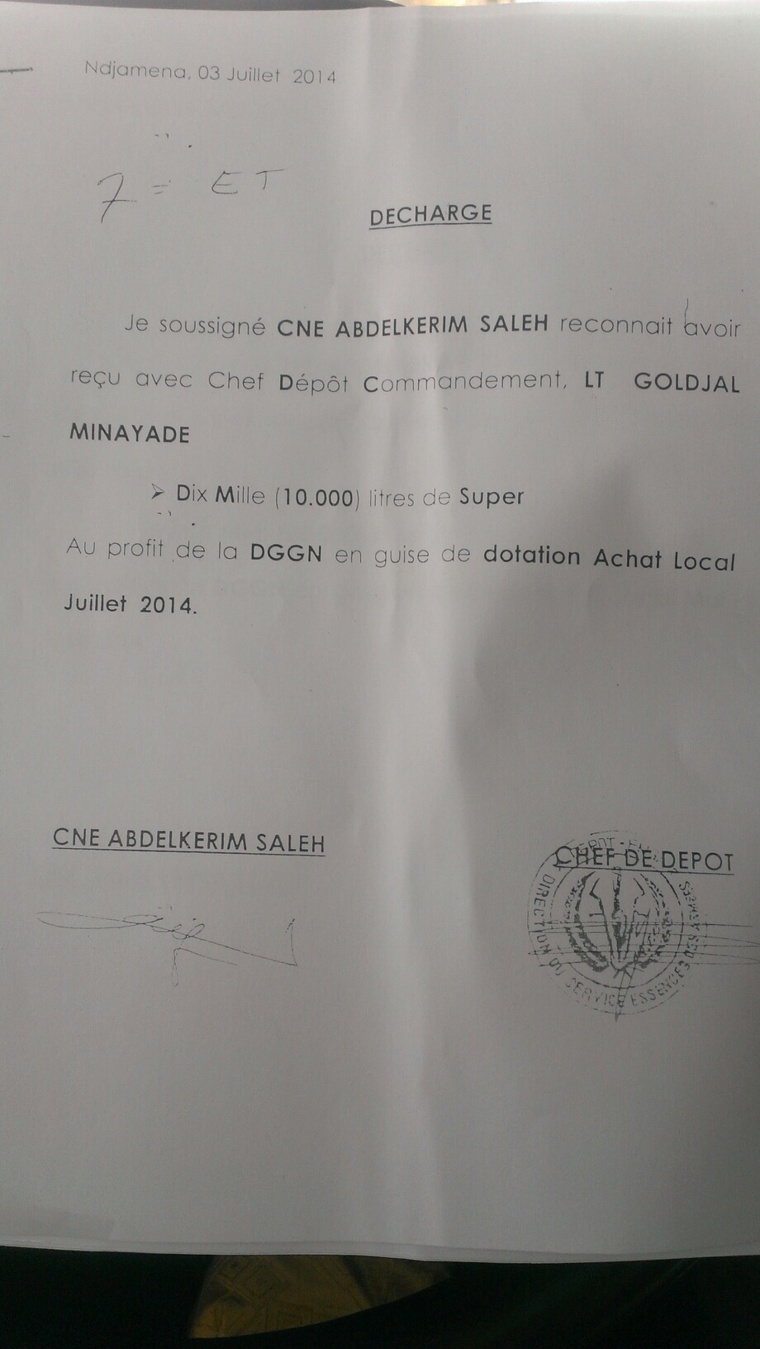 Ndjamena, 03 Juillet 2014
7 = ET
DECHARGE
Je soussigné CNE ABDELKERIM SALEH reconnait avoir
reçu avec Chef Dépôt Commandement, LT GOLDJAL
MINAYADE
➢ Dix Mille (10.000) litres de Super
Au profit de la DGGN en guise de dotation Achat Local
Juillet 2014.
CNE ABDELKERIM SALEH
CHEF DE DEPOT
DIRECTION DU SERVICE ESSENCES DES ARMEES